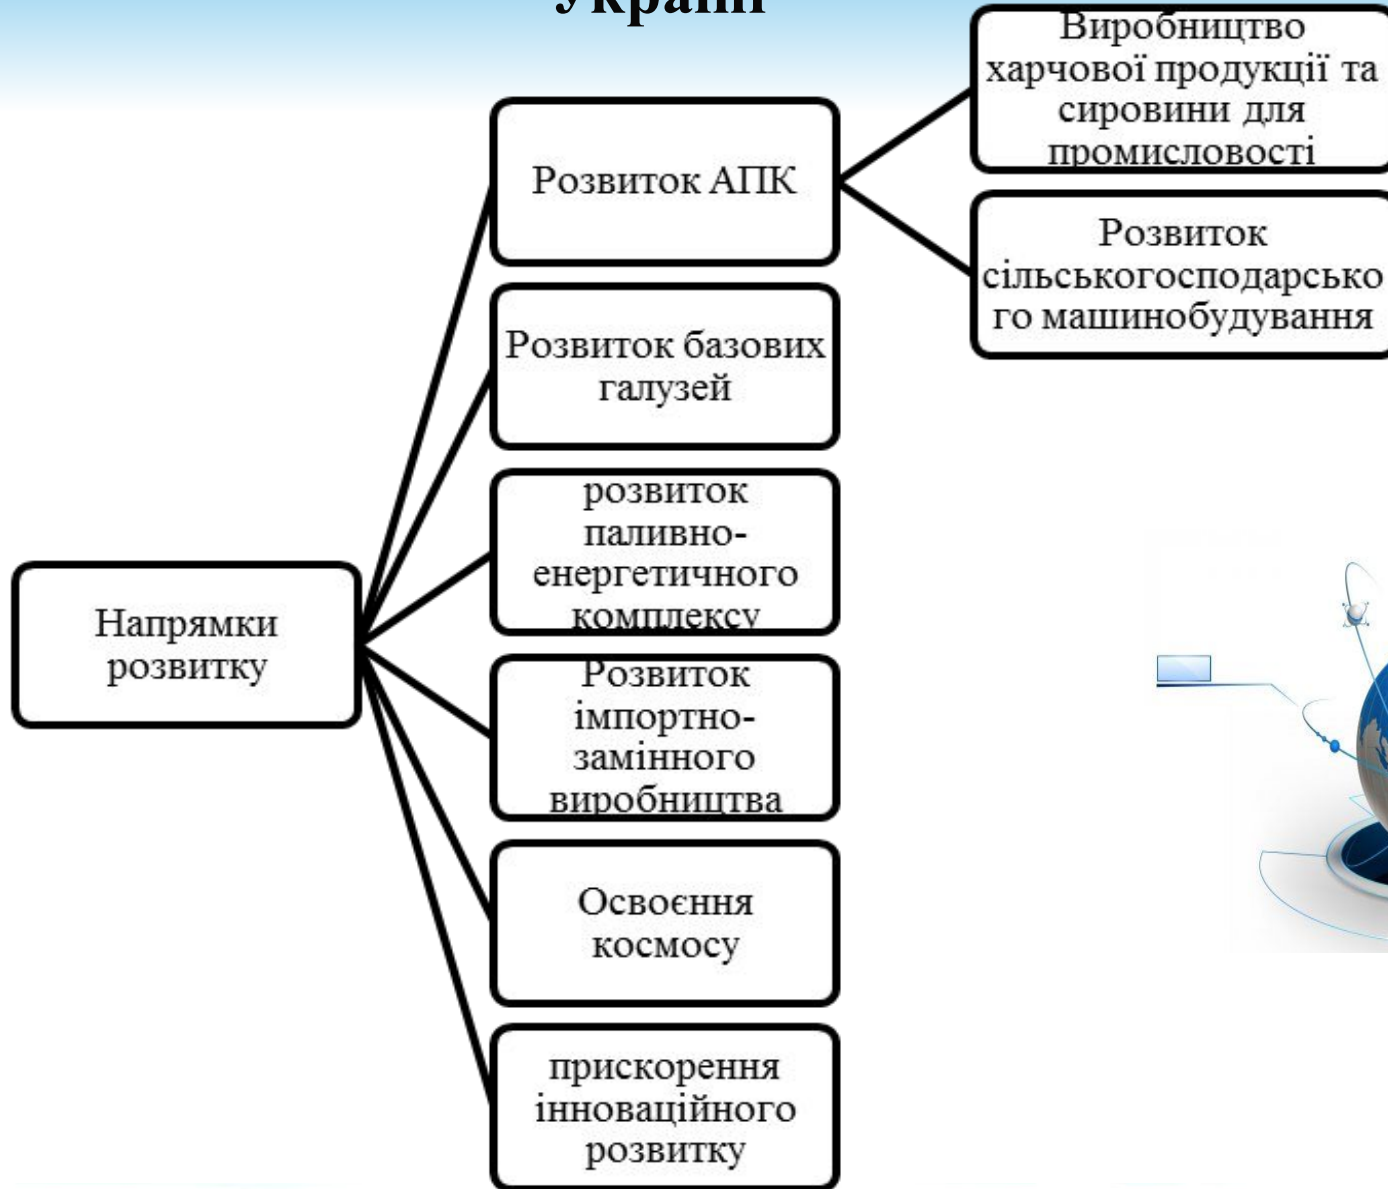 Україні
Виробництво
харчової продукції та
сировини для
промисловості
Розвиток АПК
Розвиток
сільськогосподарсько
го машинобудування
Розвиток базових
галузей
розвиток
паливно-
енергетичного
комплексу
Напрямки
розвитку
Розвиток
імпортно-
замінного
виробництва
Освоєння
космосу
прискорення
інноваційного
розвитку